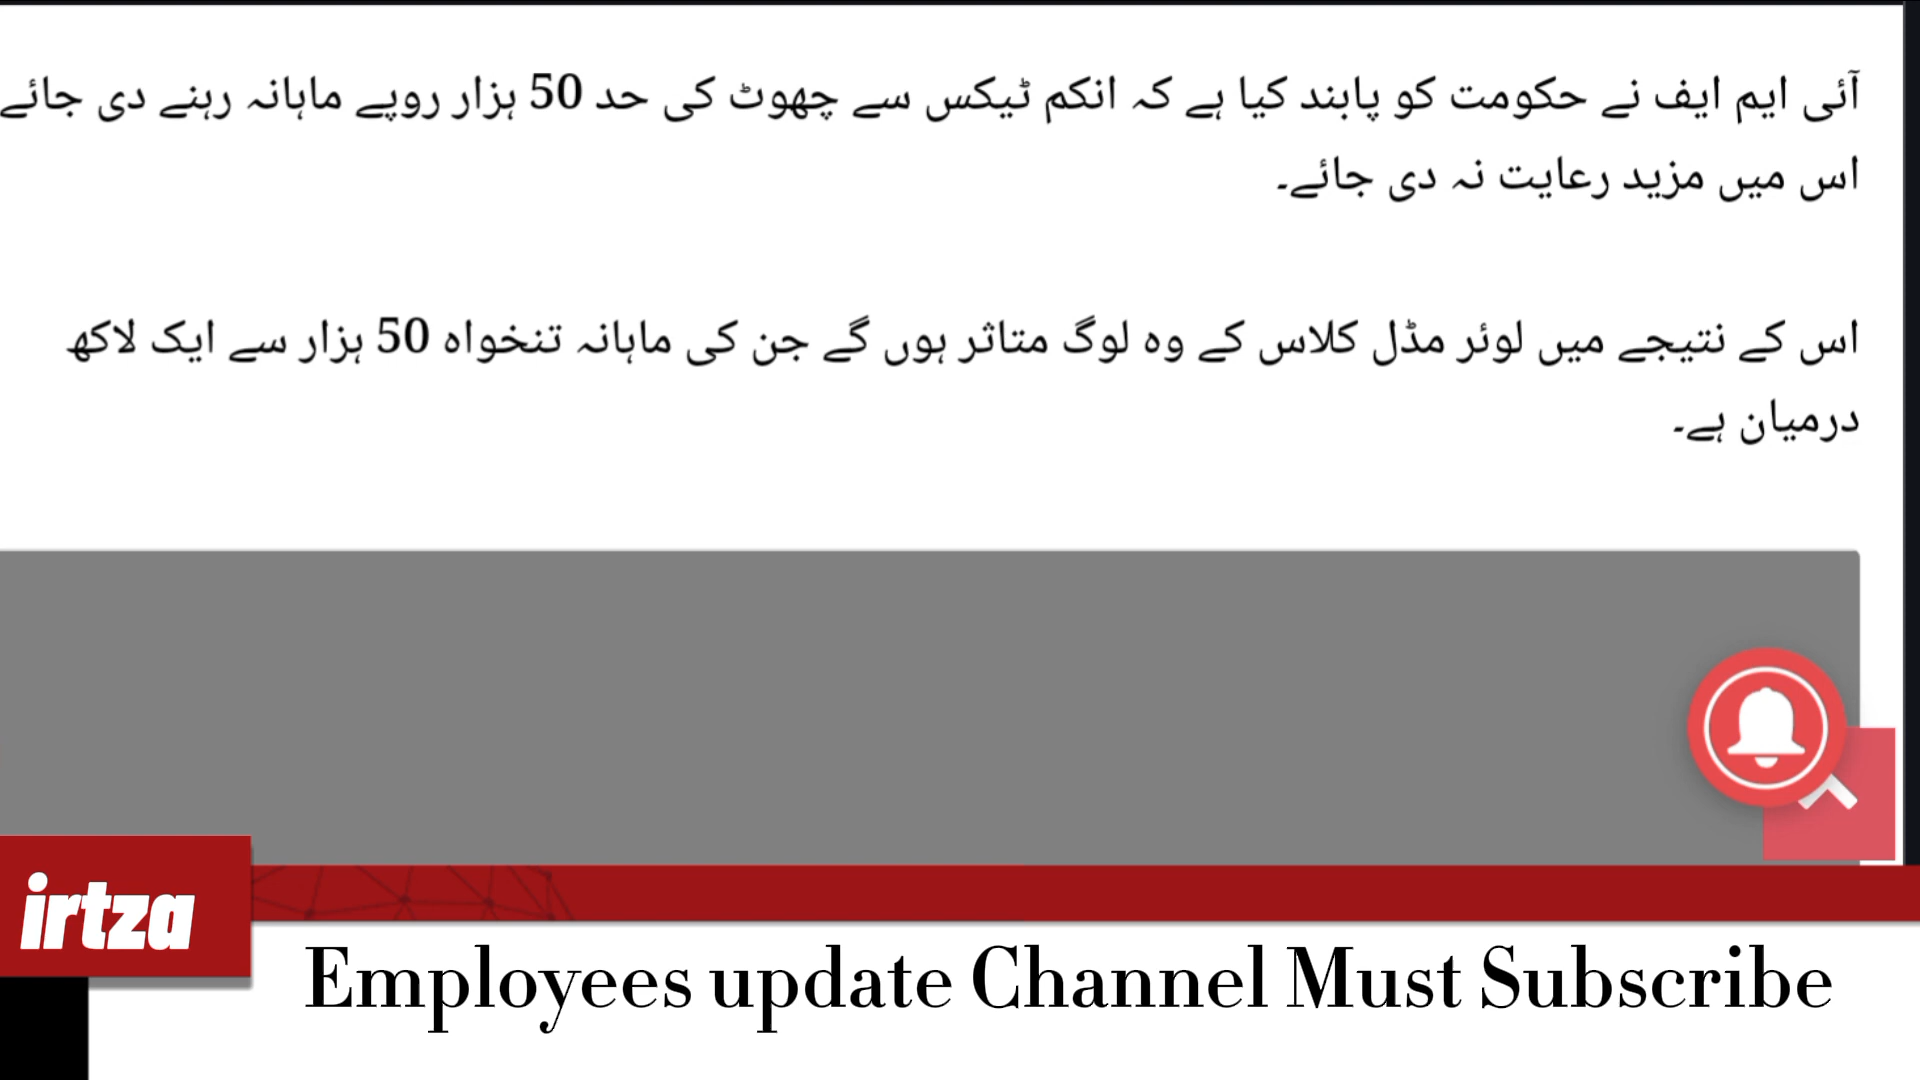 آئی ایم ایف نے حکومت کو پابند کیا ہے کہ انکم ٹیکس سے چھوٹ کی حد 50 ہزار روپے ماہانہ رہنے دی جائے
اس میں مزید رعایت نہ دی جائے۔
اس کے نتیجے میں لوئر مڈل کلاس کے وہ لوگ متاثر ہوں گے جن کی ماہانہ تنخواہ 50 ہزار سے ایک لاکھ
درمیان ہے۔
irtza
Employees update Channel Must Subscribe